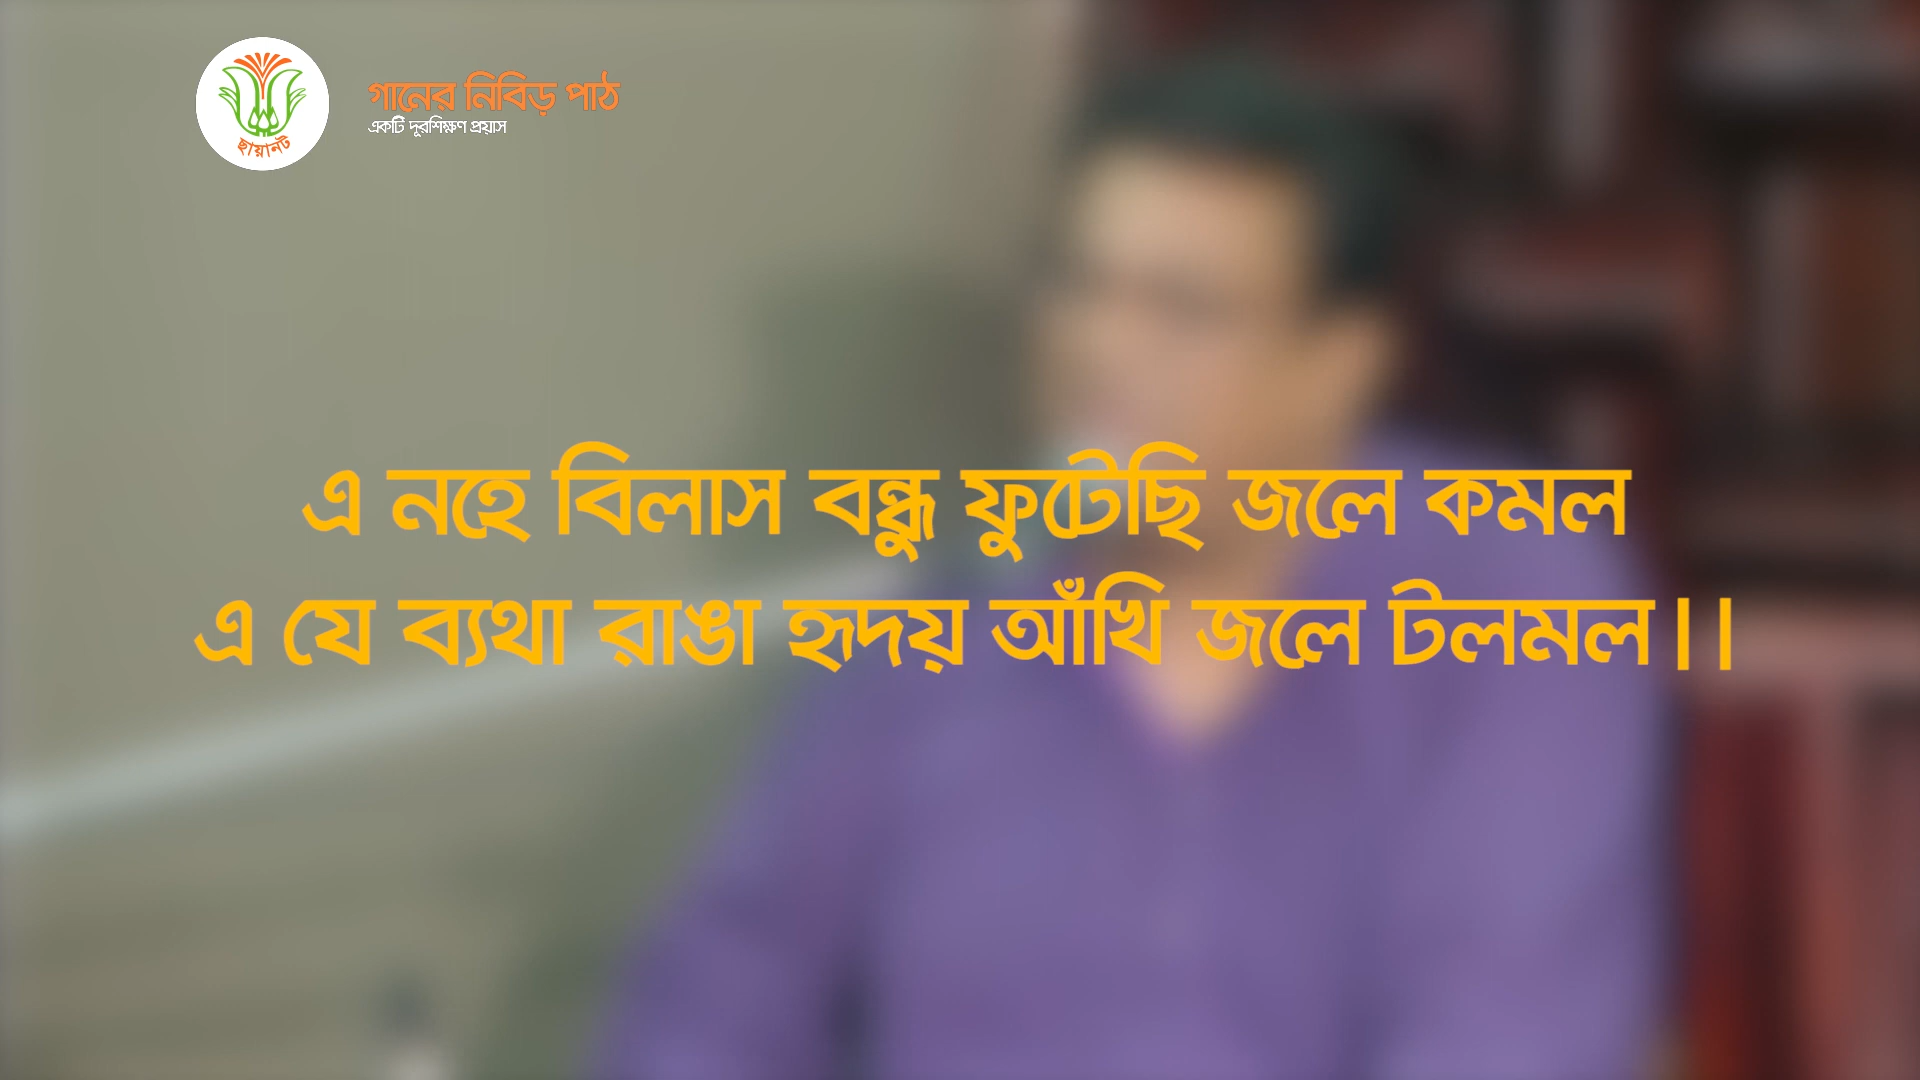 ছায়ানট
গানের নিবিড় পাঠ
একটি দূরশিক্ষণ প্রয়াস
এ নহে বিলাস বন্ধু ফুটেছি জলে কমল
এ যে ব্যথা রাঙা হৃদয় আঁখি জলে টলমল।।